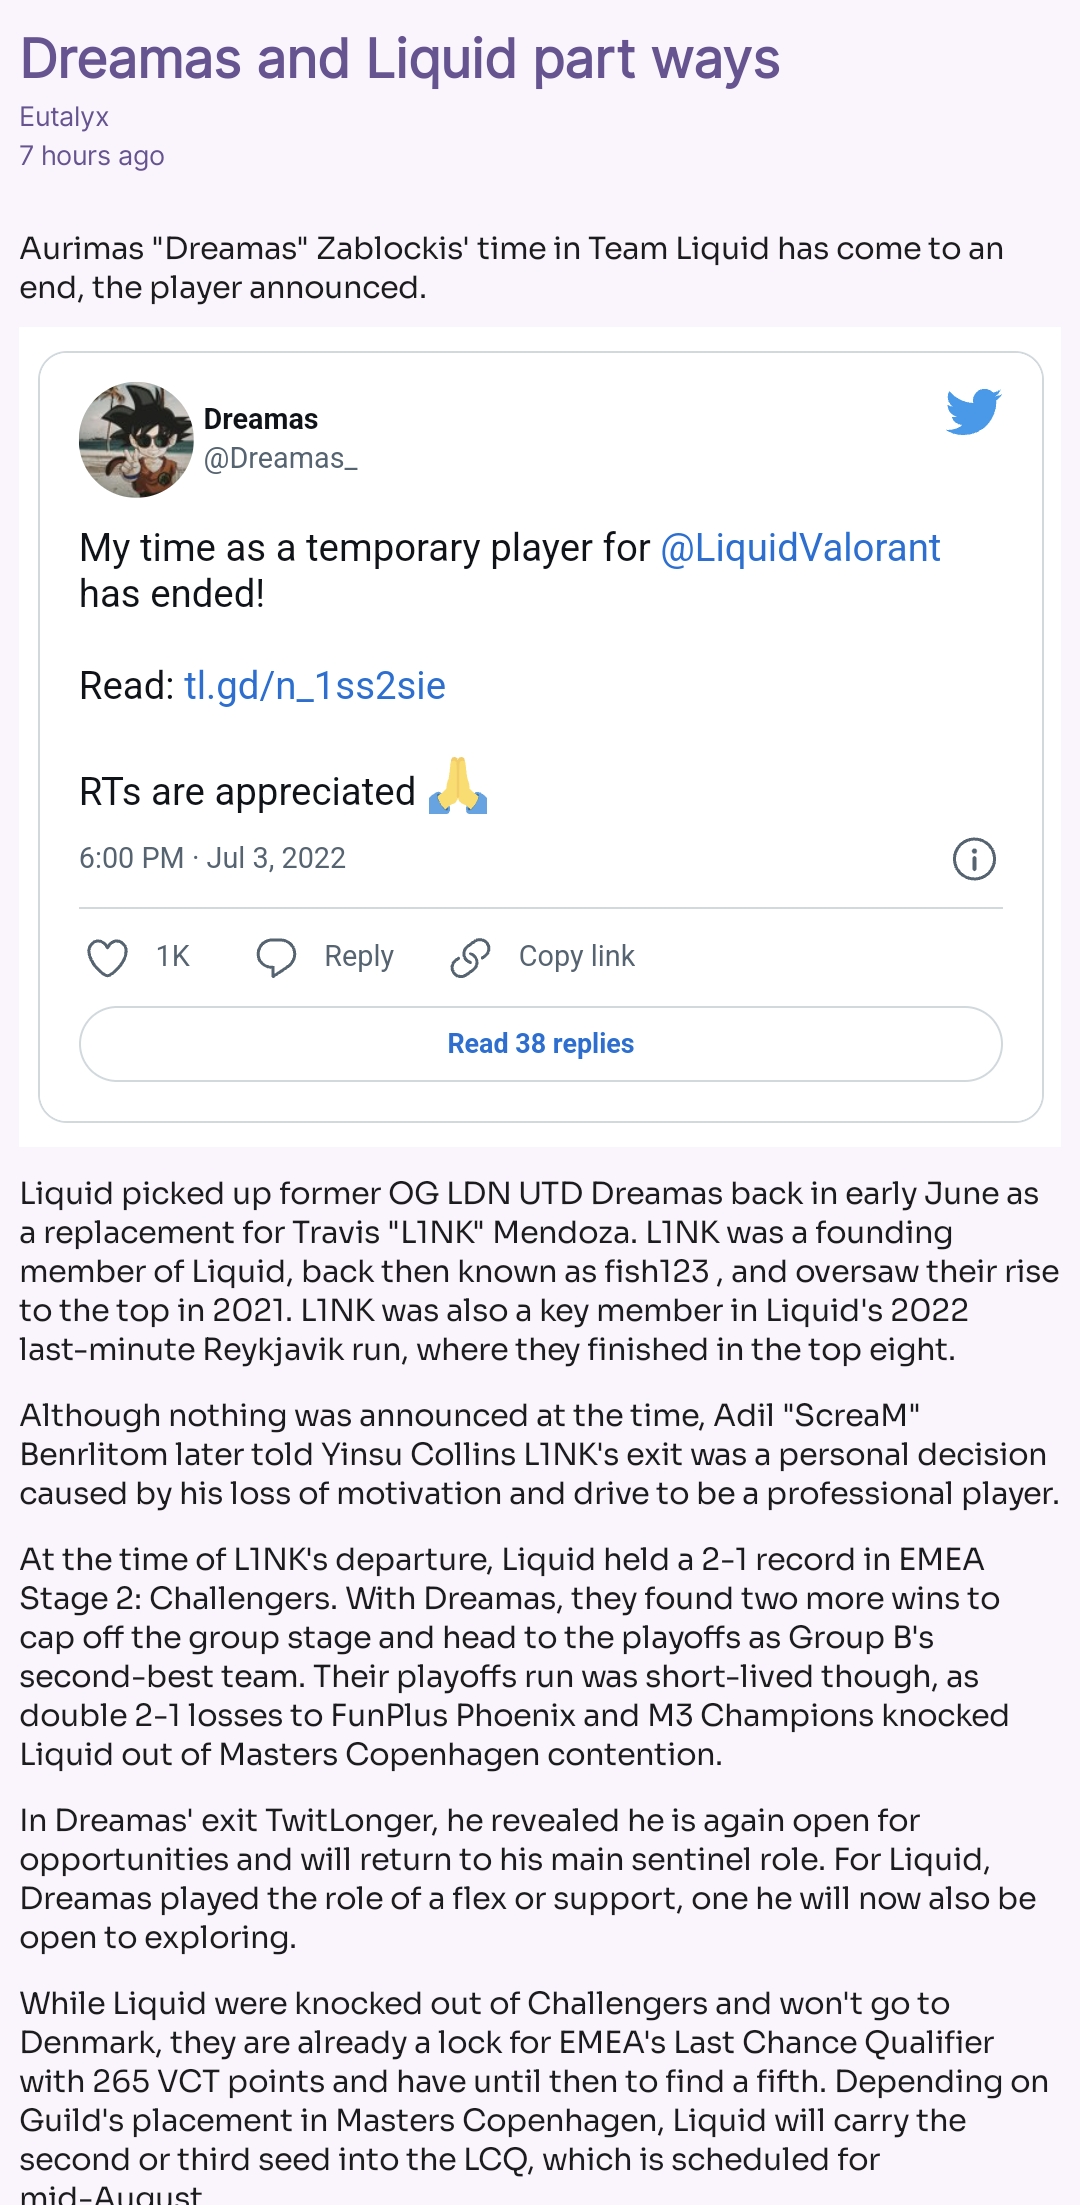 Dreamas and Liquid part ways
Eutalyx
7 hours ago
Aurimas "Dreamas" Zablockis' time in Team Liquid has come to an
end, the player announced.
Dreamas
@Dreamas_
My time as a temporary player for @LiquidValorant
has ended!
Read: tl.gd/n_1ss2sie
RTs are appreciated 🙏
6:00 PM · Jul 3, 2022
1K Reply Copy link
Read 38 replies
Liquid picked up former OG LDN UTD Dreamas back in early June as
a replacement for Travis "L1NK" Mendoza. L1NK was a founding
member of Liquid, back then known as fish123 , and oversaw their rise
to the top in 2021. L1NK was also a key member in Liquid's 2022
last-minute Reykjavik run, where they finished in the top eight.
Although nothing was announced at the time, Adil "ScreaM"
Benrlitom later told Yinsu Collins L1NK's exit was a personal decision
caused by his loss of motivation and drive to be a professional player.
At the time of L1NK's departure, Liquid held a 2-1 record in EMEA
Stage 2: Challengers. With Dreamas, they found two more wins to
cap off the group stage and head to the playoffs as Group B's
second-best team. Their playoffs run was short-lived though, as
double 2-1 losses to FunPlus Phoenix and M3 Champions knocked
Liquid out of Masters Copenhagen contention.
In Dreamas' exit TwitLonger, he revealed he is again open for
opportunities and will return to his main sentinel role. For Liquid,
Dreamas played the role of a flex or support, one he will now also be
open to exploring.
While Liquid were knocked out of Challengers and won't go to
Denmark, they are already a lock for EMEA's Last Chance Qualifier
with 265 VCT points and have until then to find a fifth. Depending on
Guild's placement in Masters Copenhagen, Liquid will carry the
second or third seed into the LCQ, which is scheduled for
mid-August